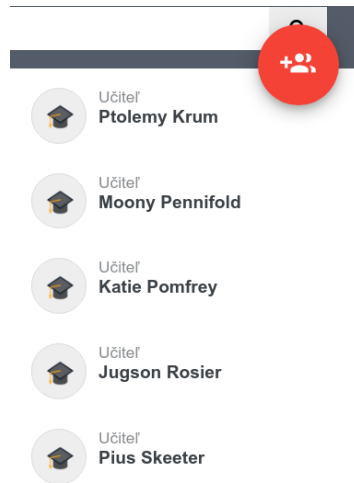 Učiteľ
Ptolemy Krum
Učiteľ
Moony Pennifold
Učiteľ
Katie Pomfrey
Učiteľ
Jugson Rosier
Učiteľ
Pius Skeeter